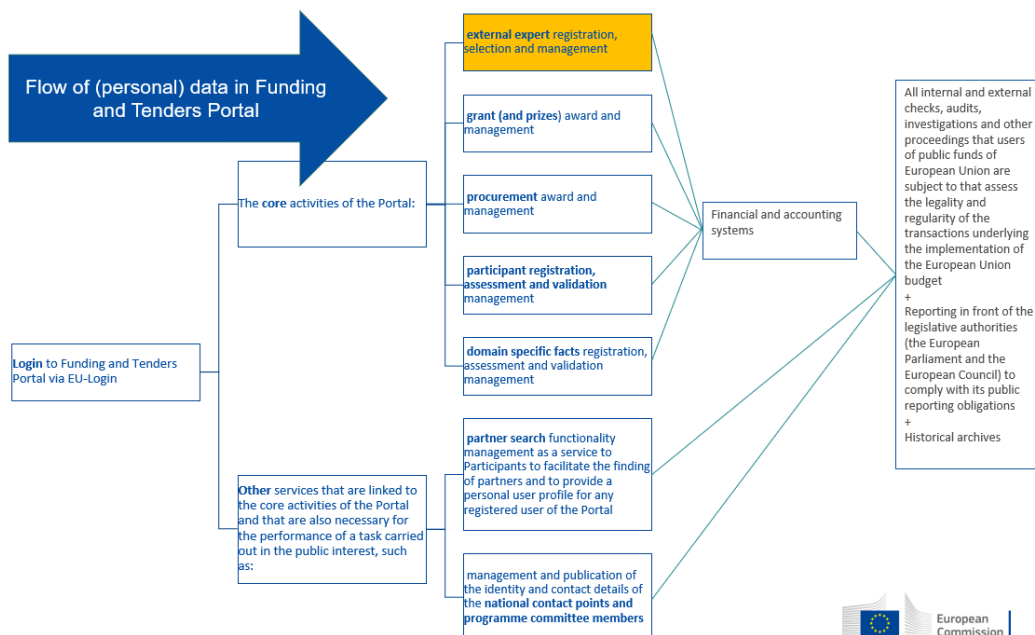 Flow of (personal) data in Funding
and Tenders Portal
external expert registration,
selection and management
grant (and prizes) award and
management
The core activities of the Portal:
procurement award and
management
participant registration,
assessment and validation
management
domain specific facts registration,
assessment and validation
management
Financial and accounting
systems
All internal and external
checks, audits,
investigations and other
proceedings that users
of public funds of
European Union are
subject to that assess
the legality and
regularity of the
transactions underlying
the implementation of
the European Union
budget
+
Reporting in front of the
legislative authorities
(the European
Parliament and the
European Council) to
comply with its public
reporting obligations
+
Historical archives
Login to Funding and Tenders
Portal via EU-Login
Other services that are linked to
the core activities of the Portal
and that are also necessary for
the performance of a task carried
out in the public interest, such
as:
partner search functionality
management as a service to
Participants to facilitate the finding
of partners and to provide a
personal user profile for any
registered user of the Portal
management and publication of
the identity and contact details of
the national contact points and
programme committee members
European
Commission